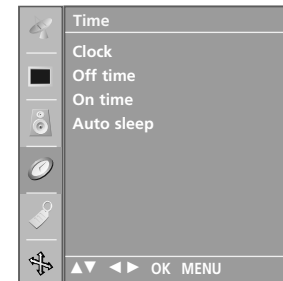 Time
Clock
Off time
On time
Auto sleep
▲▼ ◄► OK MENU